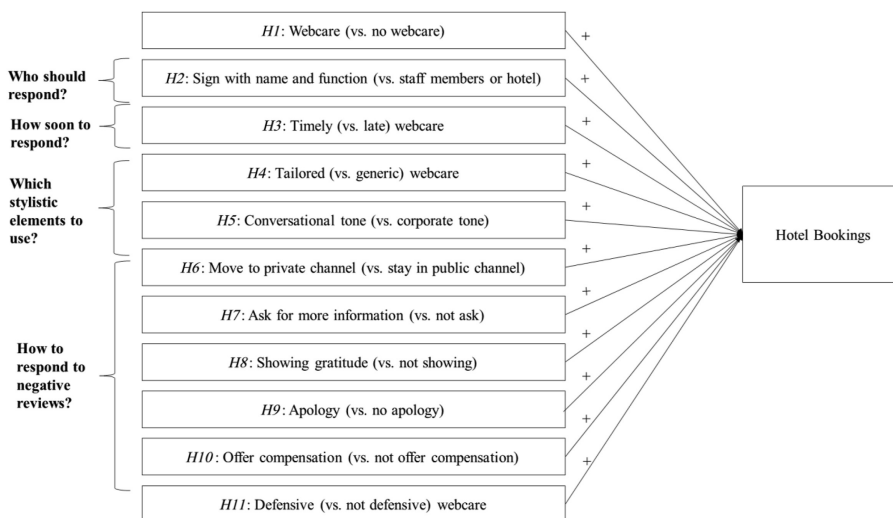 H1: Webcare (vs. no webcare)
+
Who should
respond?
H2: Sign with name and function (vs. staff members or hotel)
+
How soon to
respond?
H3: Timely (vs. late) webcare
+
Which
stylistic
elements to
use?
H4: Tailored (vs. generic) webcare
+
H5: Conversational tone (vs. corporate tone)
+
How to
respond to
negative
reviews?
H6: Move to private channel (vs. stay in public channel)
+
H7: Ask for more information (vs. not ask)
+
H8: Showing gratitude (vs. not showing)
+
H9: Apology (vs. no apology)
+
H10: Offer compensation (vs. not offer compensation)
+
H11: Defensive (vs. not defensive) webcare
+
Hotel Bookings